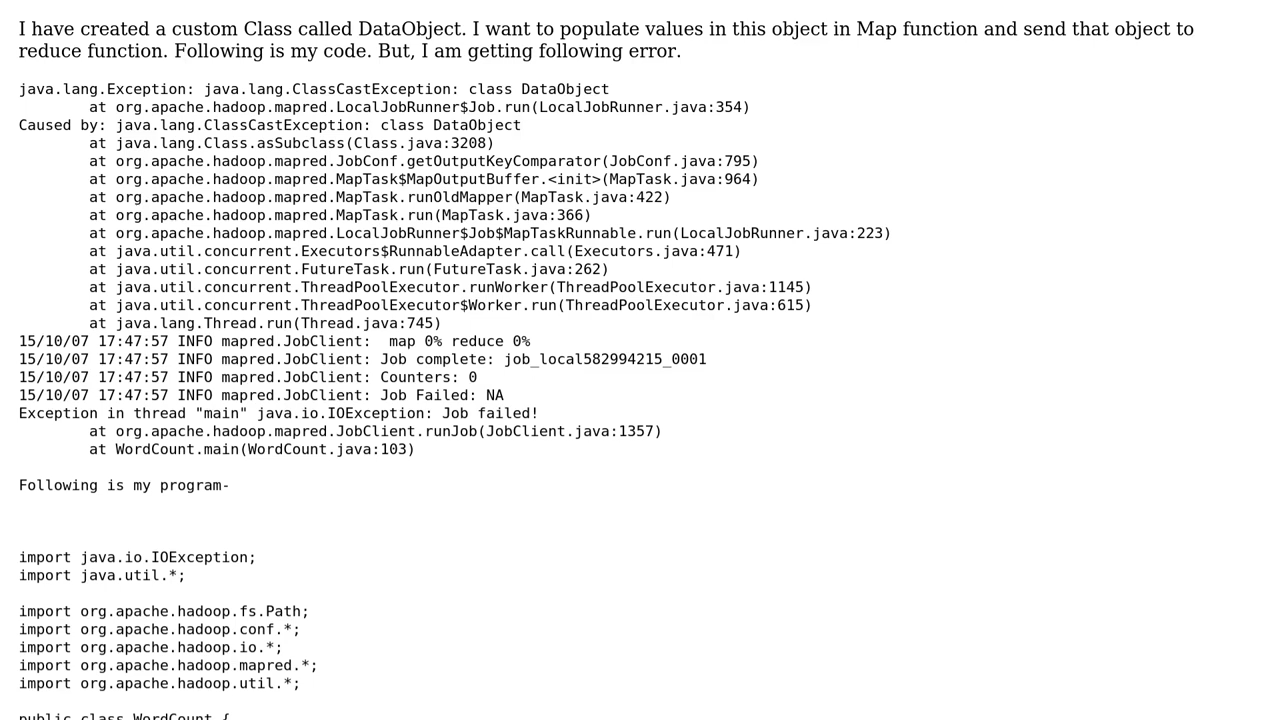 I have created a custom Class called DataObject. I want to populate values in this object in Map function and send that object to
reduce function. Following is my code. But, I am getting following error.
java.lang.Exception: java.lang.ClassCastException: class DataObject
        at org.apache.hadoop.mapred.LocalJobRunner$Job.run(LocalJobRunner.java:354)
Caused by: java.lang.ClassCastException: class DataObject
        at java.lang.Class.asSubclass(Class.java:3208)
        at org.apache.hadoop.mapred.JobConf.getOutputKeyComparator(JobConf.java:795)
        at org.apache.hadoop.mapred.MapTask$MapOutputBuffer.<init>(MapTask.java:964)
        at org.apache.hadoop.mapred.MapTask.runOldMapper(MapTask.java:422)
        at org.apache.hadoop.mapred.MapTask.run(MapTask.java:366)
        at org.apache.hadoop.mapred.LocalJobRunner$Job$MapTaskRunnable.run(LocalJobRunner.java:223)
        at java.util.concurrent.Executors$RunnableAdapter.call(Executors.java:471)
        at java.util.concurrent.FutureTask.run(FutureTask.java:262)
        at java.util.concurrent.ThreadPoolExecutor.runWorker(ThreadPoolExecutor.java:1145)
        at java.util.concurrent.ThreadPoolExecutor$Worker.run(ThreadPoolExecutor.java:615)
        at java.lang.Thread.run(Thread.java:745)
15/10/07 17:47:57 INFO mapred.JobClient:  map 0% reduce 0%
15/10/07 17:47:57 INFO mapred.JobClient: Job complete: job_local582994215_0001
15/10/07 17:47:57 INFO mapred.JobClient: Counters: 0
15/10/07 17:47:57 INFO mapred.JobClient: Job Failed: NA
Exception in thread "main" java.io.IOException: Job failed!
        at org.apache.hadoop.mapred.JobClient.runJob(JobClient.java:1357)
        at WordCount.main(WordCount.java:103)
Following is my program-
import java.io.IOException;
import java.util.*;
import org.apache.hadoop.fs.Path;
import org.apache.hadoop.conf.*;
import org.apache.hadoop.io.*;
import org.apache.hadoop.mapred.*;
import org.apache.hadoop.util.*;
public class WordCount {